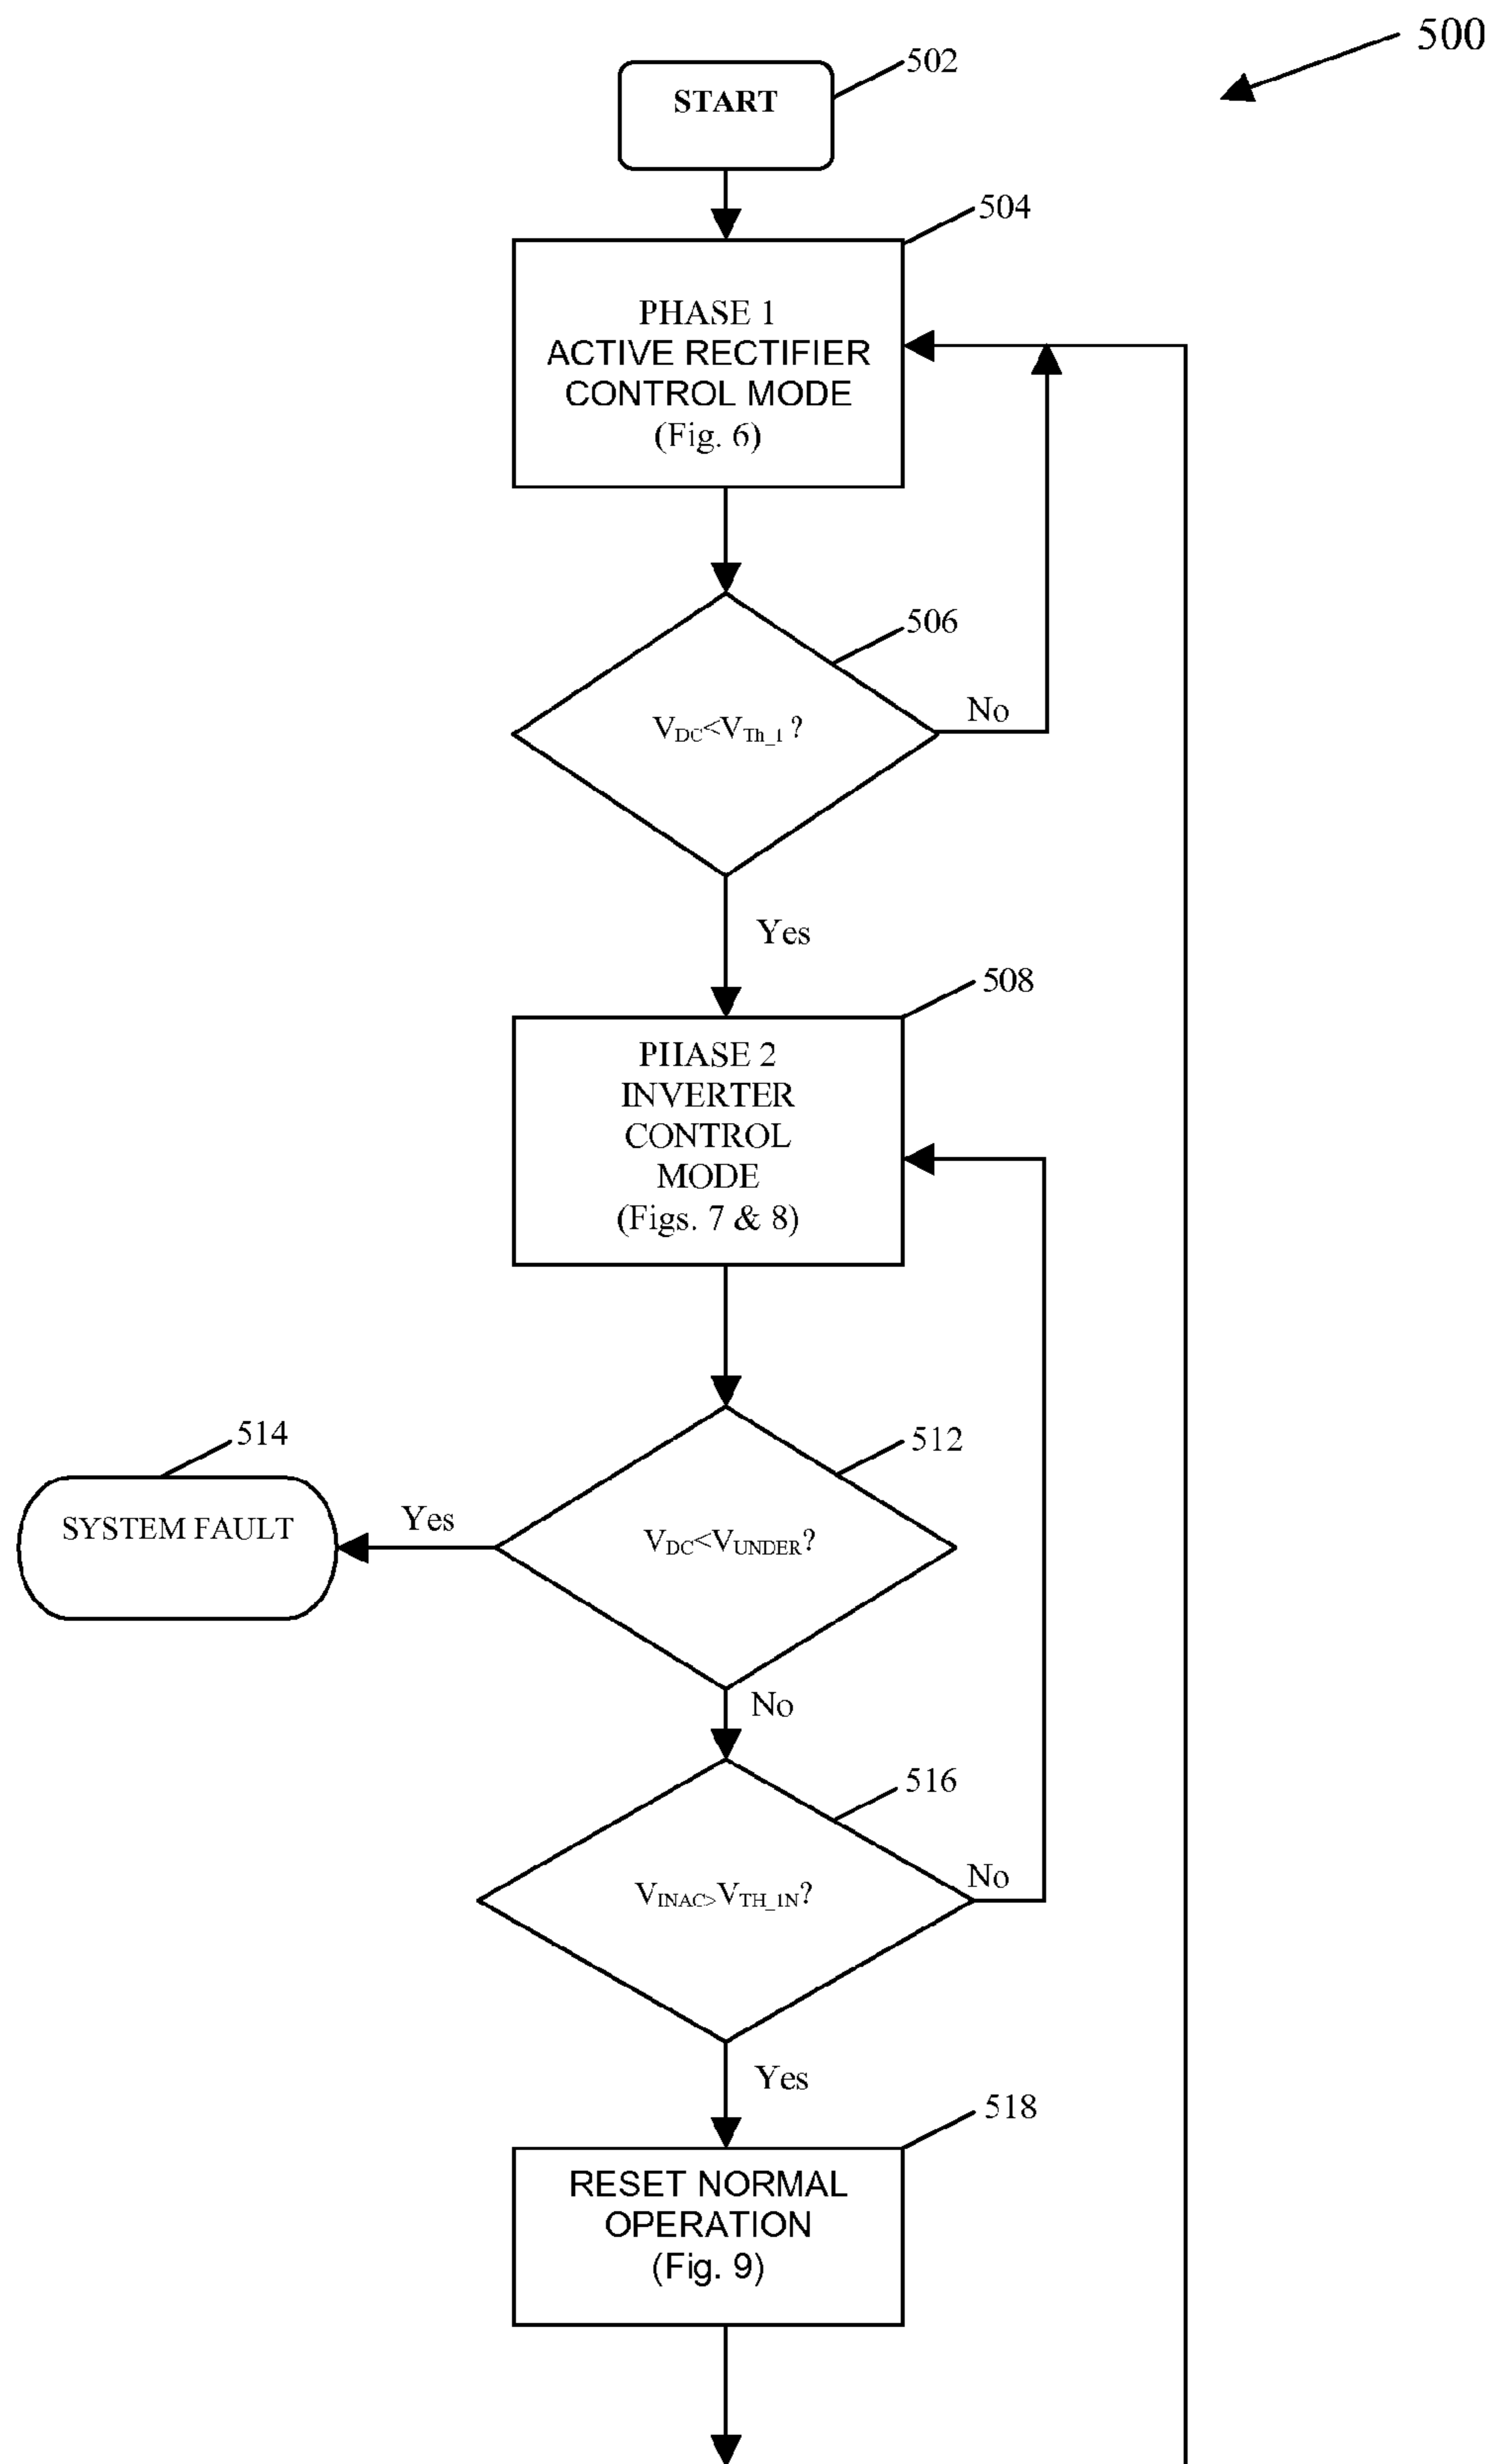 500
502
START
504
PHASE 1
ACTIVE RECTIFIER
CONTROL MODE
(Fig. 6)
506
V_DC<V_Th_1 ?
No
Yes
508
PHASE 2
INVERTER
CONTROL
MODE
(Figs. 7 & 8)
514
SYSTEM FAULT
Yes
512
V_DC<V_UNDER?
No
516
V_INAC>V_TH_IN?
No
Yes
518
RESET NORMAL
OPERATION
(Fig. 9)